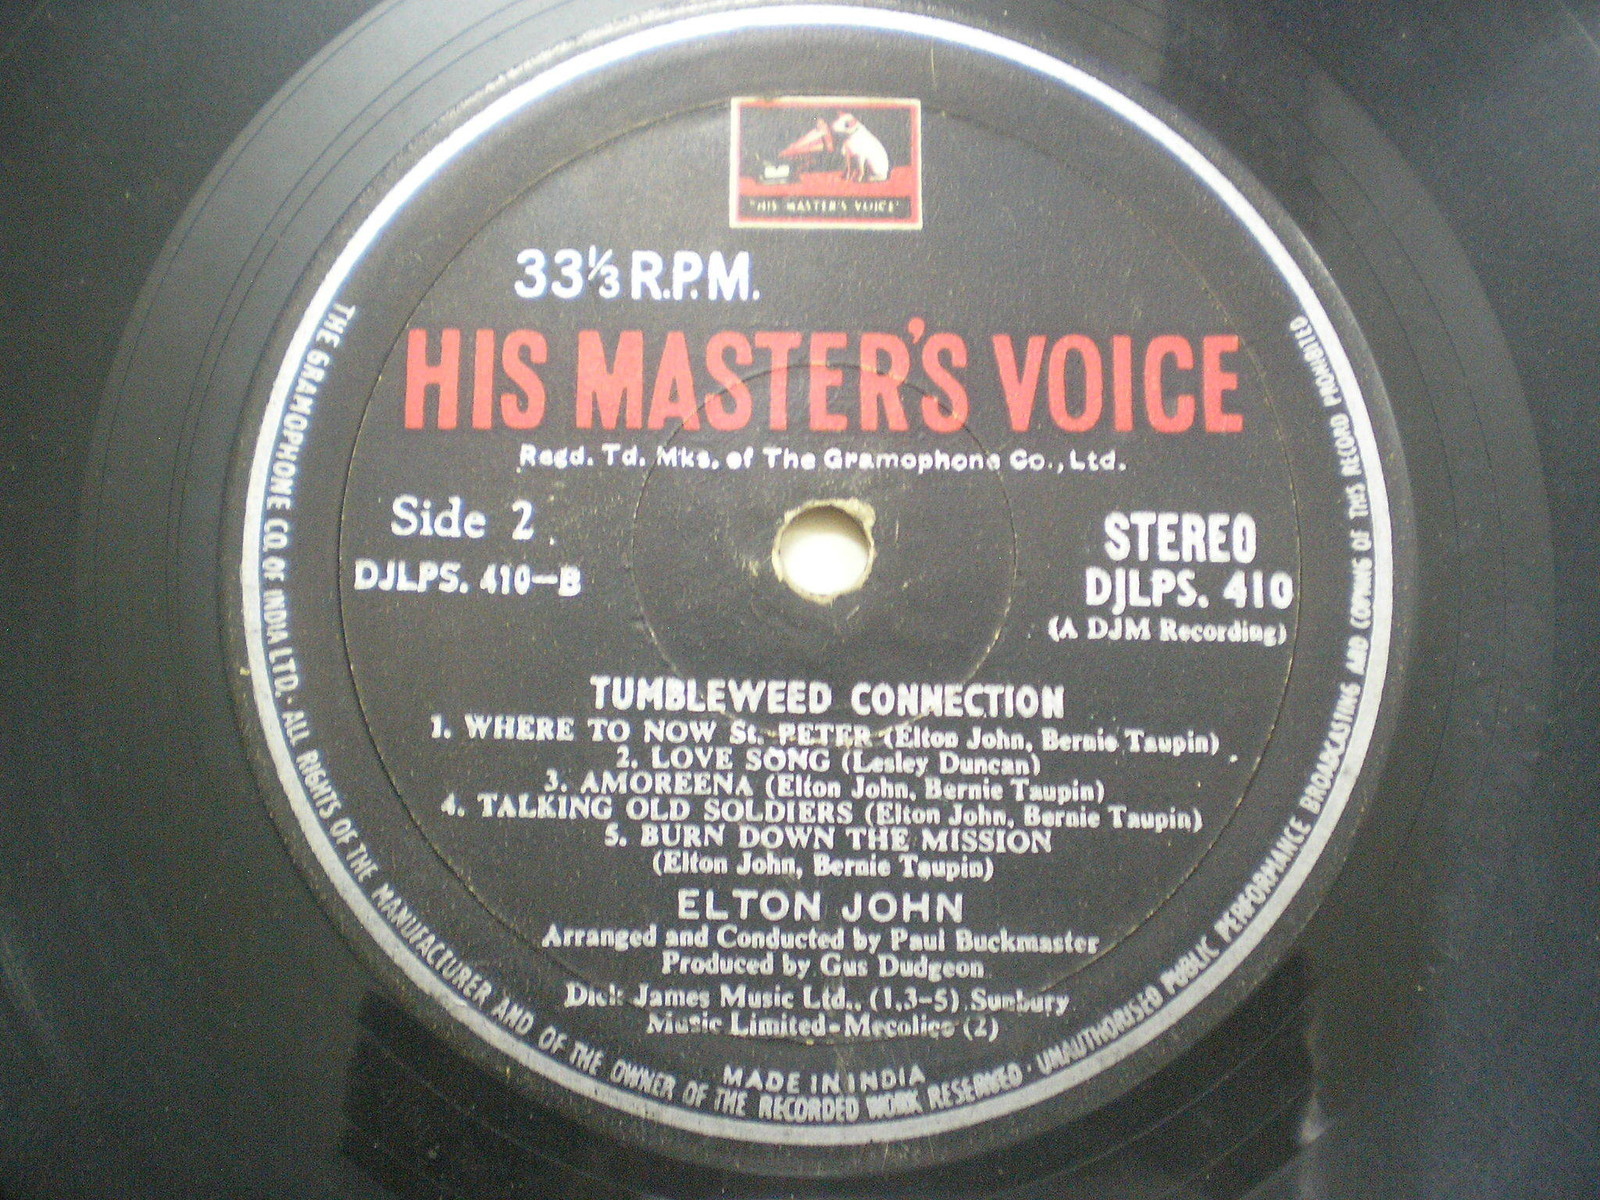 "HIS MASTER'S VOICE"
33⅓ R.P.M.
HIS MASTER'S VOICE
Regd. Td. Mks. of The Gramophone Co., Ltd.
Side 2
DJLPS. 410-B
STEREO
DJLPS. 410
(A DJM Recording)
TUMBLEWEED CONNECTION
1. WHERE TO NOW St. PETER (Elton John, Bernie Taupin)
2. LOVE SONG (Lesley Duncan)
3. AMOREENA (Elton John, Bernie Taupin)
4. TALKING OLD SOLDIERS (Elton John, Bernie Taupin)
5. BURN DOWN THE MISSION
(Elton John, Bernie Taupin)
ELTON JOHN
Arranged and Conducted by Paul Buckmaster
Produced by Gus Dudgeon
Dick James Music Ltd., (1,3-5) Sunbury
Music Limited-Mecolico (2)
MADE IN INDIA
THE GRAMOPHONE CO. OF INDIA LTD. · ALL RIGHTS OF THE MANUFACTURER AND OF THE OWNER OF THE RECORDED WORK RESERVED · UNAUTHORISED PUBLIC PERFORMANCE BROADCASTING AND COPYING OF THIS RECORD PROHIBITED